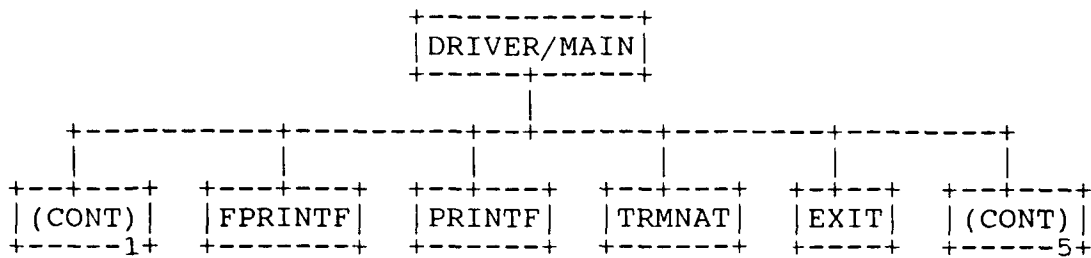 DRIVER/MAIN
(CONT) FPRINTF PRINTF TRMNAT EXIT (CONT)
1 5